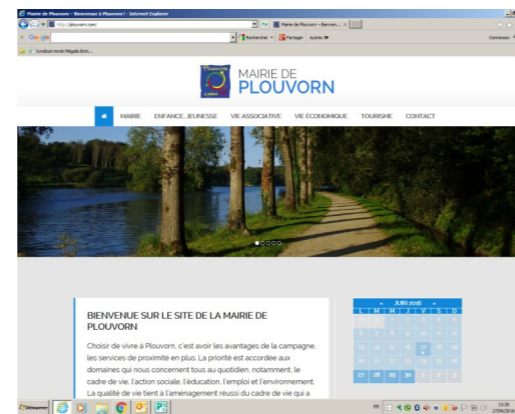 Mairie de Plouvorn - Bienvenue à Plouvorn ! - Internet Explorer
http://plouvorn.com/
Mairie de Plouvorn - Bienven...
Google
Rechercher
Partager
Autres
Connexion
Syndicat mixte Mégalis Bret...
MAIRIE DE
PLOUVORN
MAIRIE ENFANCE, JEUNESSE VIE ASSOCIATIVE VIE ÉCONOMIQUE TOURISME CONTACT
BIENVENUE SUR LE SITE DE LA MAIRIE DE
PLOUVORN
Choisir de vivre à Plouvorn, c'est avoir les avantages de la campagne,
les services de proximité en plus. La priorité est accordée aux
domaines qui nous concernent tous au quotidien, notamment, le
cadre de vie, l'action sociale, l'éducation, l'emploi et l'environnement.
La qualité de vie tient à l'aménagement réussi du cadre de vie qui a
« JUIN 2016 »
L M M J V S D
27 28 29 30
Démarrer
FR